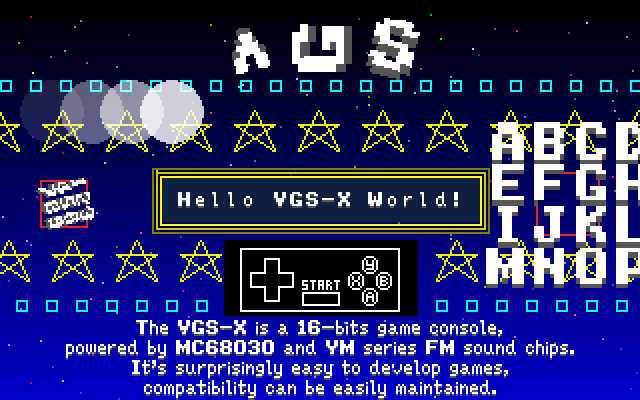 VGS
ABCD
EFGH
IJKL
MNOP
Hello VGS-X World!
START
Y
X B
A
The VGS-X is a 16-bits game console,
powered by MC68030 and YM series FM sound chips.
It's surprisingly easy to develop games,
compatibility can be easily maintained.